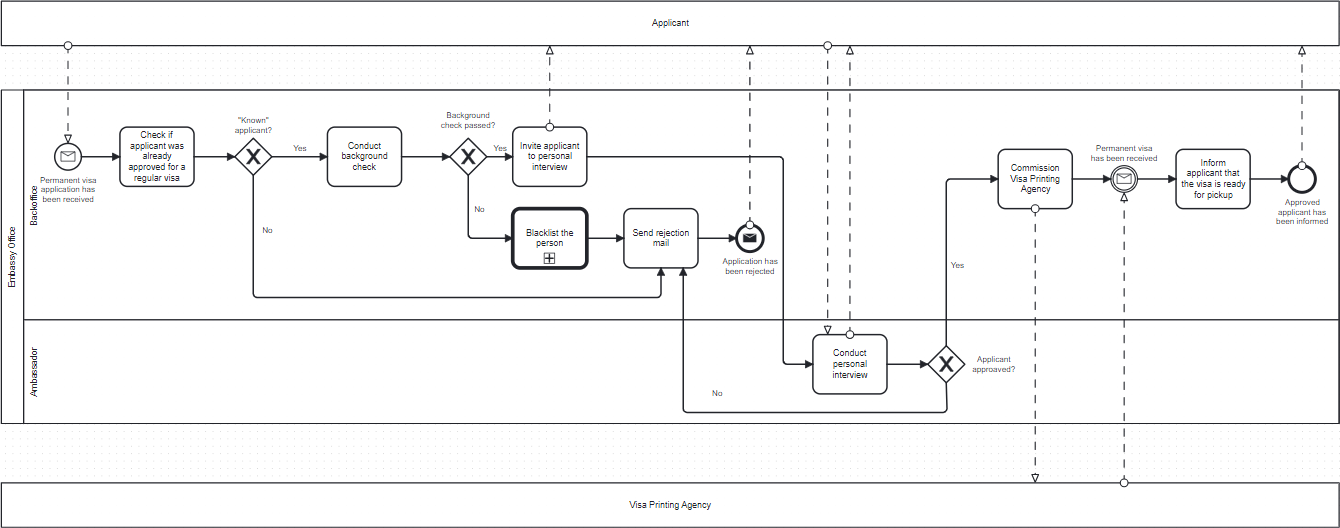 Applicant
Embassy Office
Backoffice
Permanent visa
application has
been received
Check if
applicant was
already
approved for a
regular visa
"Known"
applicant?
Yes
No
Conduct
background
check
Background
check passed?
Yes
No
Invite applicant
to personal
interview
Blacklist the
person
Send rejection
mail
Application has
been rejected
Commission
Visa Printing
Agency
Permanent visa
has been received
Inform
applicant that
the visa is ready
for pickup
Approved
applicant has
been informed
Ambassador
Conduct
personal
interview
Applicant
approaved?
Yes
No
Visa Printing Agency